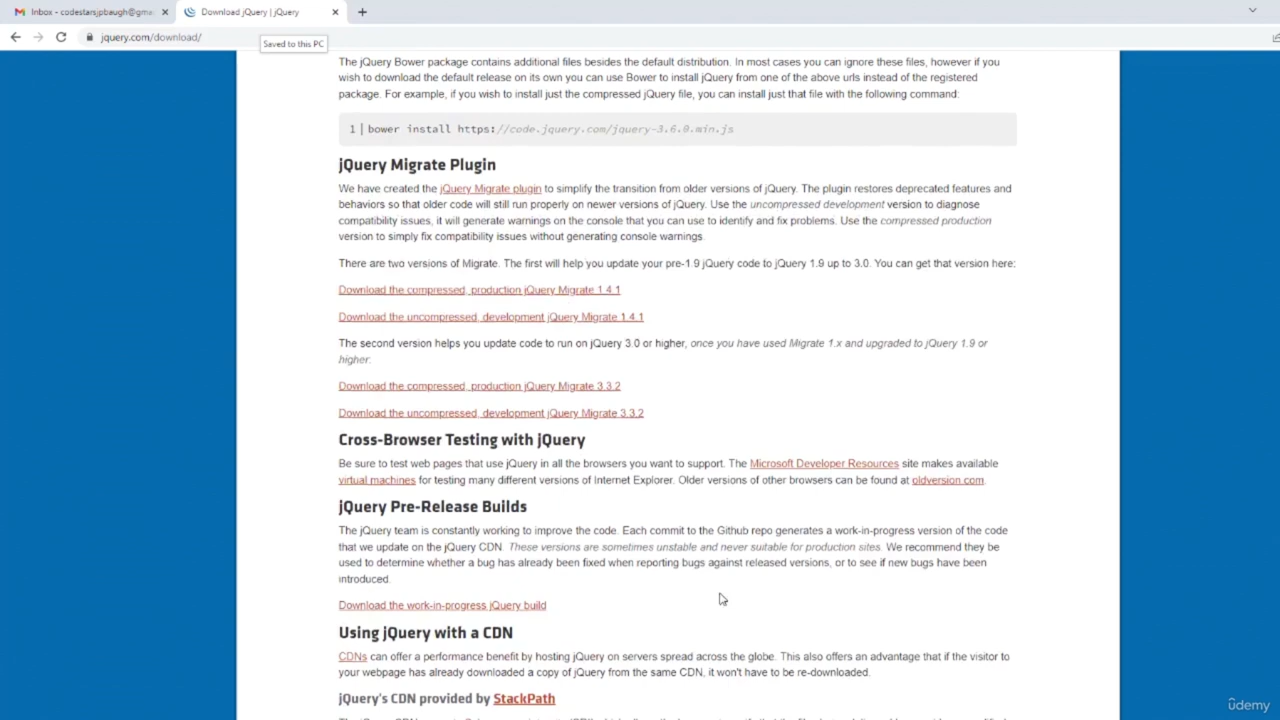 Inbox - codestarsjpbaugh@gma
Download jQuery | jQuery
jquery.com/download/
Saved to this PC
The jQuery Bower package contains additional files besides the default distribution. In most cases you can ignore these files, however if you
wish to download the default release on its own you can use Bower to install jQuery from one of the above urls instead of the registered
package. For example, if you wish to install just the compressed jQuery file, you can install just that file with the following command:
1 | bower install https://code.jquery.com/jquery-3.6.0.min.js
jQuery Migrate Plugin
We have created the jQuery Migrate plugin to simplify the transition from older versions of jQuery. The plugin restores deprecated features and
behaviors so that older code will still run properly on newer versions of jQuery. Use the uncompressed development version to diagnose
compatibility issues, it will generate warnings on the console that you can use to identify and fix problems. Use the compressed production
version to simply fix compatibility issues without generating console warnings.
There are two versions of Migrate. The first will help you update your pre-1.9 jQuery code to jQuery 1.9 up to 3.0. You can get that version here:
Download the compressed, production jQuery Migrate 1.4.1
Download the uncompressed, development jQuery Migrate 1.4.1
The second version helps you update code to run on jQuery 3.0 or higher, once you have used Migrate 1.x and upgraded to jQuery 1.9 or
higher:
Download the compressed, production jQuery Migrate 3.3.2
Download the uncompressed, development jQuery Migrate 3.3.2
Cross-Browser Testing with jQuery
Be sure to test web pages that use jQuery in all the browsers you want to support. The Microsoft Developer Resources site makes available
virtual machines for testing many different versions of Internet Explorer. Older versions of other browsers can be found at oldversion.com.
jQuery Pre-Release Builds
The jQuery team is constantly working to improve the code. Each commit to the Github repo generates a work-in-progress version of the code
that we update on the jQuery CDN. These versions are sometimes unstable and never suitable for production sites. We recommend they be
used to determine whether a bug has already been fixed when reporting bugs against released versions, or to see if new bugs have been
introduced.
Download the work-in-progress jQuery build
Using jQuery with a CDN
CDNs can offer a performance benefit by hosting jQuery on servers spread across the globe. This also offers an advantage that if the visitor to
your webpage has already downloaded a copy of jQuery from the same CDN, it won't have to be re-downloaded.
jQuery's CDN provided by StackPath
udemy